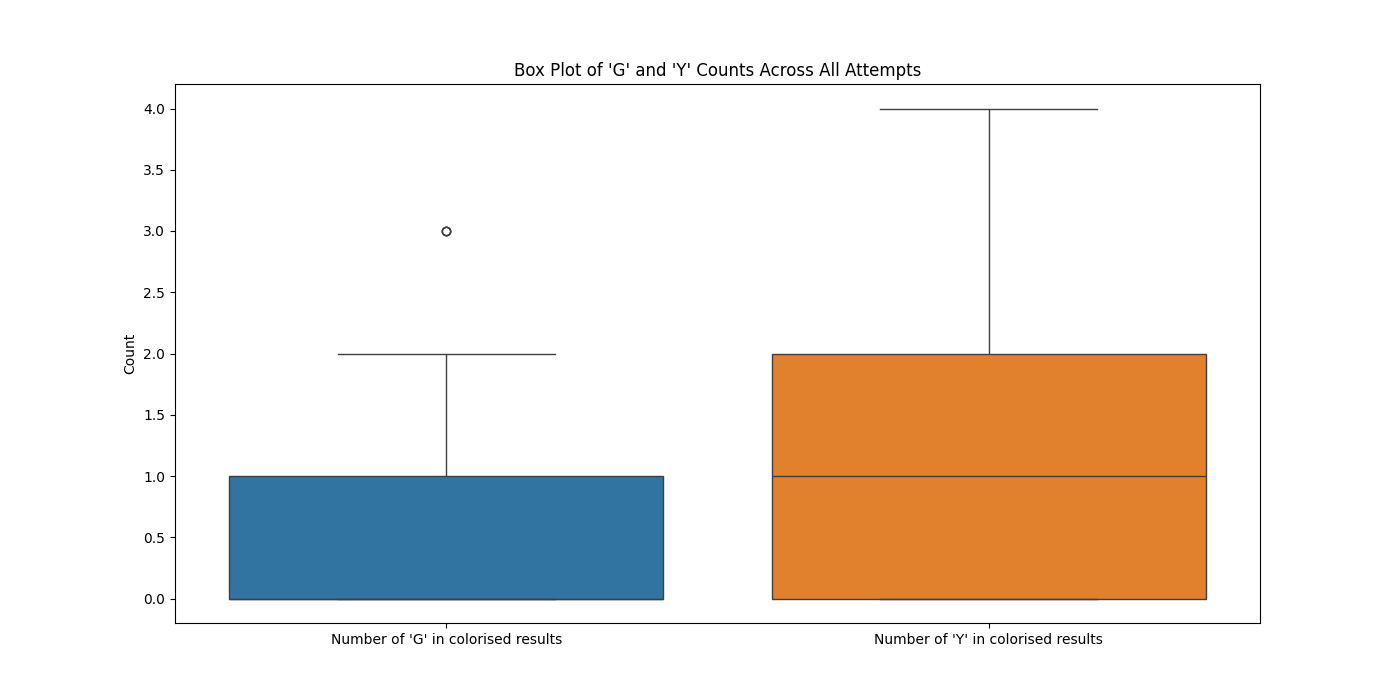 Box Plot of 'G' and 'Y' Counts Across All Attempts
4.0
3.5
3.0
2.5
2.0
1.5
1.0
0.5
0.0
Count
Number of 'G' in colorised results
Number of 'Y' in colorised results